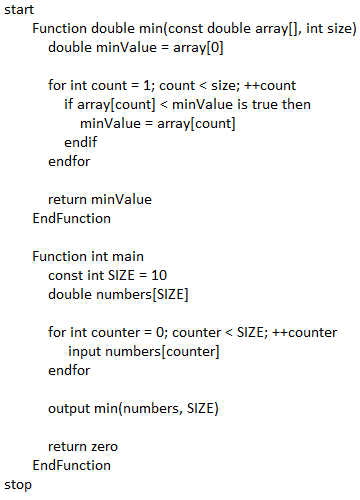 start
Function double min(const double array[], int size)
double minValue = array[0]
for int count = 1; count < size; ++count
if array[count] < minValue is true then
minValue = array[count]
endif
endfor
return minValue
EndFunction
Function int main
const int SIZE = 10
double numbers[SIZE]
for int counter = 0; counter < SIZE; ++counter
input numbers[counter]
endfor
output min(numbers, SIZE)
return zero
EndFunction
stop